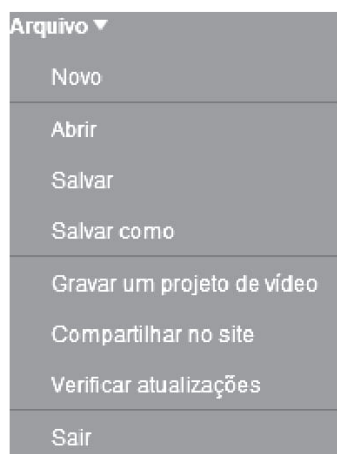 Arquivo ▼
Novo
Abrir
Salvar
Salvar como
Gravar um projeto de vídeo
Compartilhar no site
Verificar atualizações
Sair